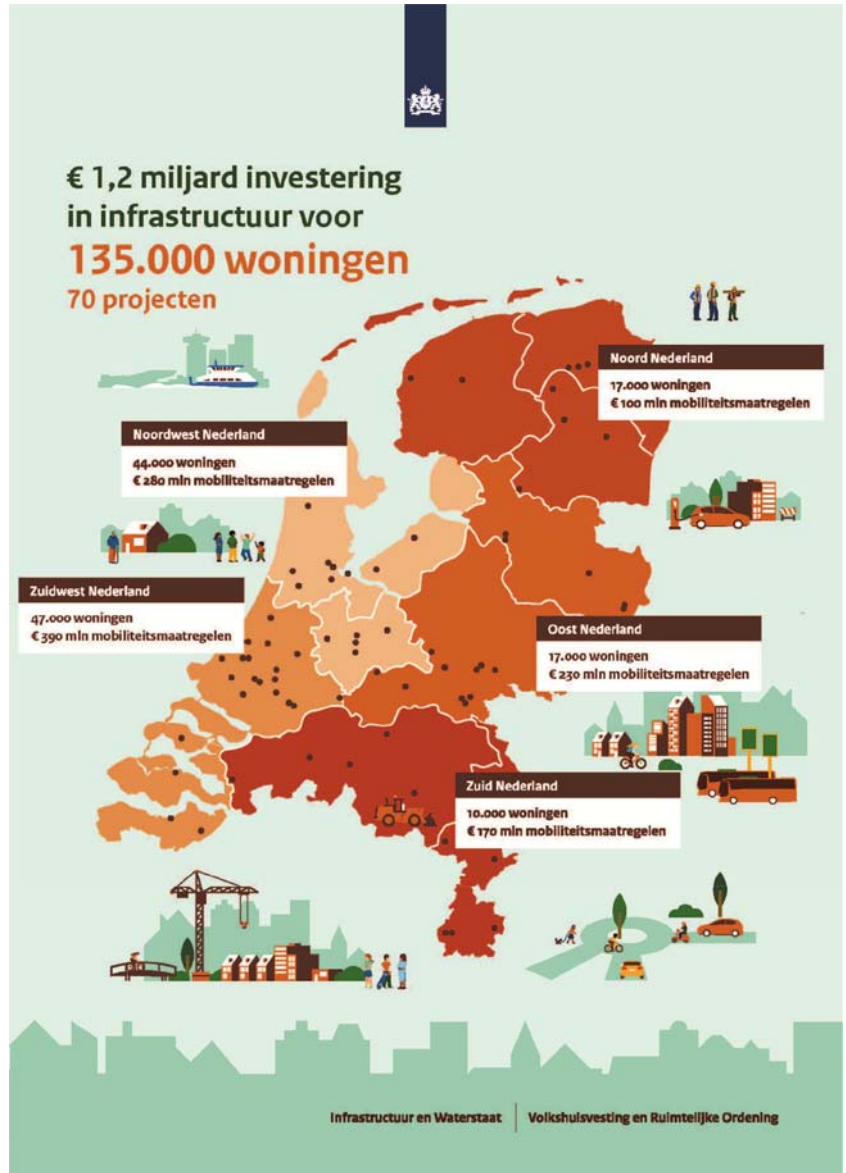 € 1,2 miljard investering
in infrastructuur voor
135.000 woningen
70 projecten
Noord Nederland
17.000 woningen
€ 100 mln mobiliteitsmaatregelen
Noordwest Nederland
44.000 woningen
€ 280 mln mobiliteitsmaatregelen
Zuidwest Nederland
47.000 woningen
€ 390 mln mobiliteitsmaatregelen
Oost Nederland
17.000 woningen
€ 230 mln mobiliteitsmaatregelen
Zuid Nederland
10.000 woningen
€ 170 mln mobiliteitsmaatregelen
Infrastructuur en Waterstaat | Volkshuisvesting en Ruimtelijke Ordening